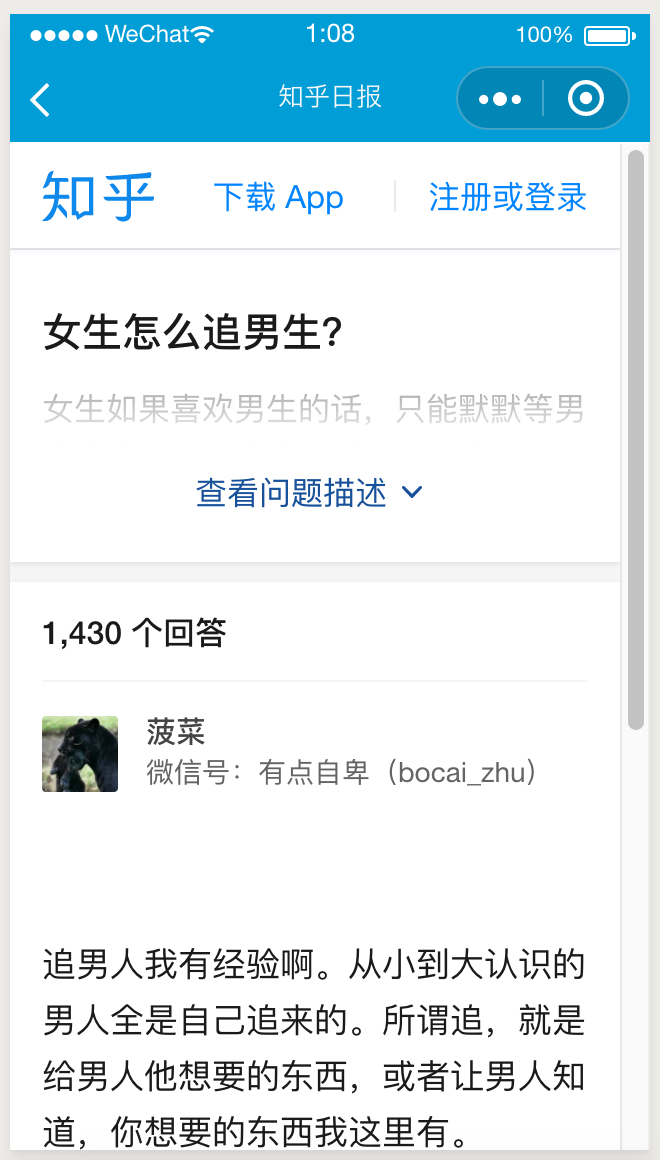 WeChat 1:08 100%
知乎日报
知乎 下载 App 注册或登录
女生怎么追男生?
女生如果喜欢男生的话，只能默默等男
查看问题描述
1,430 个回答
菠菜
微信号：有点自卑（bocai_zhu）
追男人我有经验啊。从小到大认识的
男人全是自己追来的。所谓追，就是
给男人他想要的东西，或者让男人知
道，你想要的东西我这里有。